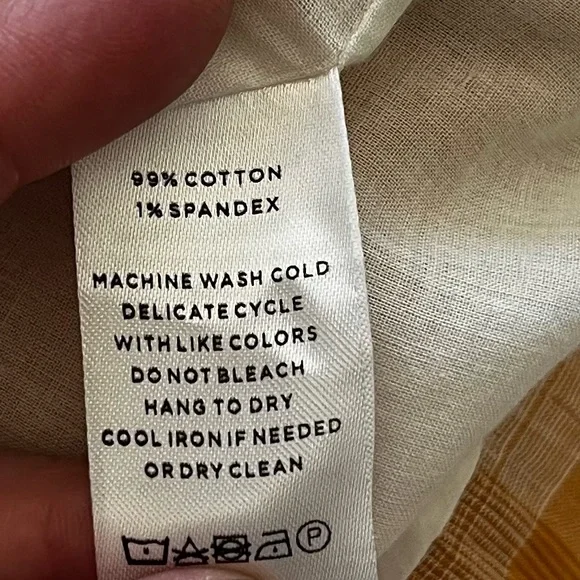 99% COTTON
1% SPANDEX
MACHINE WASH COLD
DELICATE CYCLE
WITH LIKE COLORS
DO NOT BLEACH
HANG TO DRY
COOL IRON IF NEEDED
OR DRY CLEAN
P